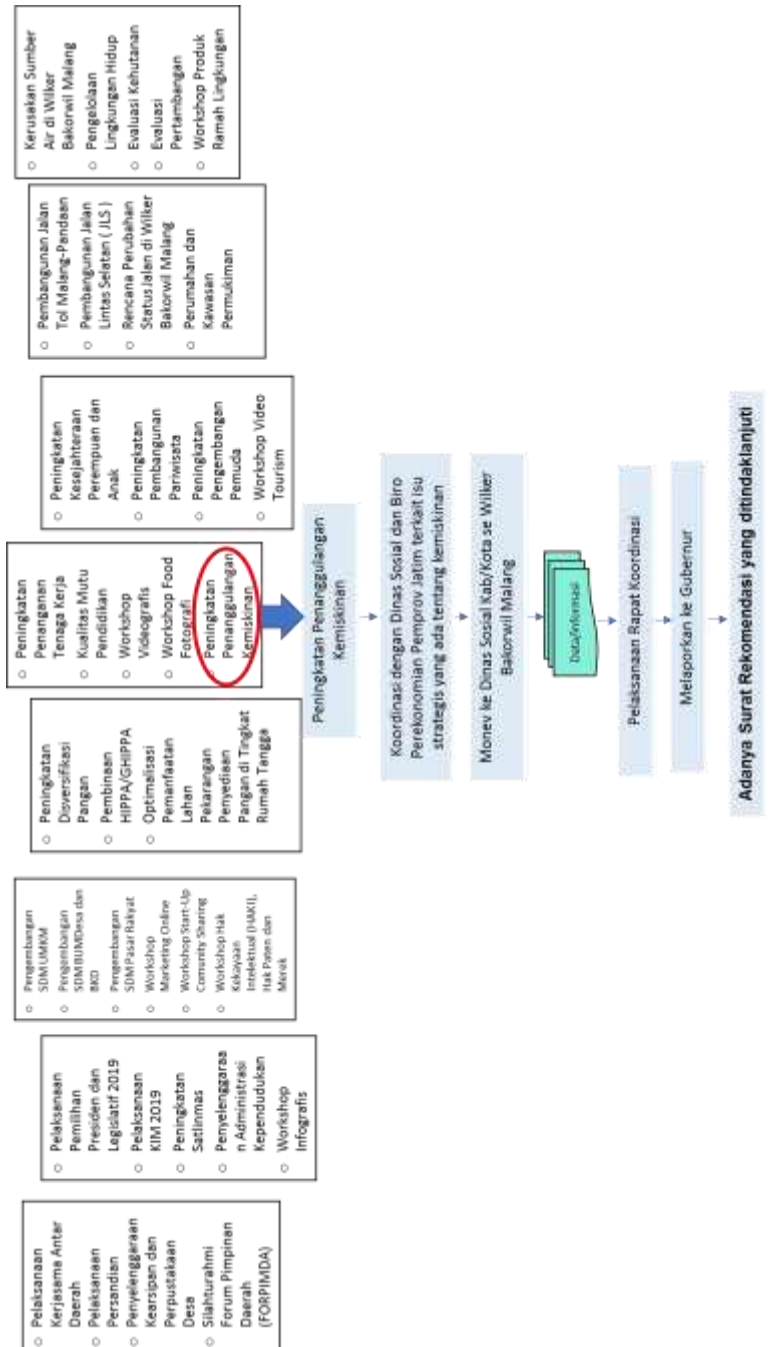 ○ Pelaksanaan
Kerjasama Antar
Daerah
○ Pelaksanaan
Persandian
○ Penyelenggaraan
Kearsipan dan
Perpustakaan
Desa
○ Silahturahmi
Forum Pimpinan
Daerah
(FORPIMDA)
○ Pelaksanaan
Pemilihan
Presiden dan
Legislatif 2019
○ Pelaksanaan
KIM 2019
○ Peningkatan
Satlinmas
○ Penyelenggaraa
n Administrasi
Kependudukan
○ Workshop
Infografis
○ Pengembangan
SDM UMKM
○ Pengembangan
SDM BUMDesa dan
BKD
○ Pengembangan
SDM Pasar Rakyat
○ Workshop
Marketing Online
○ Workshop Start-Up
Comunity Sharing
○ Workshop Hak
Kekayaan
Intelektual (HAKI),
Hak Paten dan
Merek
○ Peningkatan
Disversifikasi
Pangan
○ Pembinaan
HIPPA/GHIPPA
○ Optimalisasi
Pemanfaatan
Lahan
Pekarangan
Penyediaan
Pangan di Tingkat
Rumah Tangga
○ Peningkatan
Penanganan
Tenaga Kerja
○ Kualitas Mutu
Pendidikan
○ Workshop
Videografis
○ Workshop Food
Fotografi
○ Peningkatan
Penanggulangan
Kemiskinan
○ Peningkatan
Kesejahteraan
Perempuan dan
Anak
○ Peningkatan
Pembangunan
Pariwisata
○ Peningkatan
Pengembangan
Pemuda
○ Workshop Video
Tourism
○ Pembangunan Jalan
Tol Malang-Pandaan
○ Pembangunan Jalan
Lintas Selatan ( JLS )
○ Rencana Perubahan
Status Jalan di Wilker
Bakorwil Malang
○ Perumahan dan
Kawasan
Permukiman
○ Kerusakan Sumber
Air di Wilker
Bakorwil Malang
○ Pengelolaan
Lingkungan Hidup
○ Evaluasi Kehutanan
○ Evaluasi
Pertambangan
○ Workshop Produk
Ramah Lingkungan
Peningkatan Penanggulangan
Kemiskinan
Koordinasi dengan Dinas Sosial dan Biro
Perekonomian Pemprov Jatim terkait isu
strategis yang ada tentang kemiskinan
Monev ke Dinas Sosial Kab/Kota se Wilker
Bakorwil Malang
Data/informasi
Pelaksanaan Rapat Koordinasi
Melaporkan ke Gubernur
Adanya Surat Rekomendasi yang ditindaklanjuti